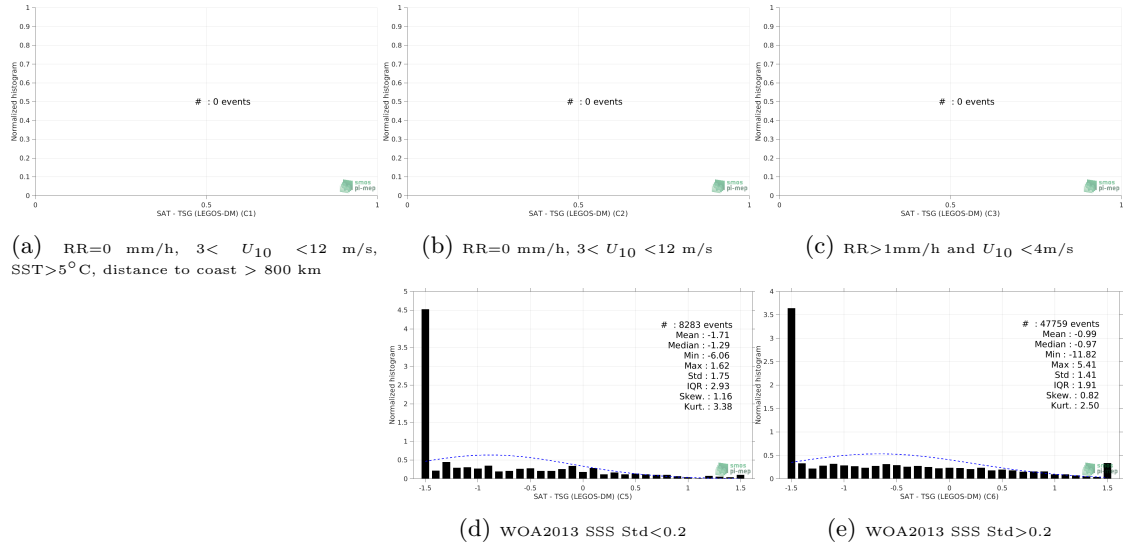 1
0.9
0.8
0.7
0.6
0.5
0.4
0.3
0.2
0.1
0
Normalized histogram
# : 0 events
smos
pi-mep
0 0.5 1
SAT - TSG (LEGOS-DM) (C1)
(a) RR=0 mm/h, 3< U10 <12 m/s,
SST>5°C, distance to coast > 800 km
1
0.9
0.8
0.7
0.6
0.5
0.4
0.3
0.2
0.1
0
Normalized histogram
# : 0 events
smos
pi-mep
0 0.5 1
SAT - TSG (LEGOS-DM) (C2)
(b) RR=0 mm/h, 3< U10 <12 m/s
1
0.9
0.8
0.7
0.6
0.5
0.4
0.3
0.2
0.1
0
Normalized histogram
# : 0 events
smos
pi-mep
0 0.5 1
SAT - TSG (LEGOS-DM) (C3)
(c) RR>1mm/h and U10 <4m/s
5
4.5
4
3.5
3
2.5
2
1.5
1
0.5
0
Normalized histogram
# : 8283 events
Mean : -1.71
Median : -1.29
Min : -6.06
Max : 1.62
Std : 1.75
IQR : 2.93
Skew. : 1.16
Kurt. : 3.38
smos
pi-mep
-1.5 -1 -0.5 0 0.5 1 1.5
SAT - TSG (LEGOS-DM) (C5)
(d) WOA2013 SSS Std<0.2
4
3.5
3
2.5
2
1.5
1
0.5
0
Normalized histogram
# : 47759 events
Mean : -0.99
Median : -0.97
Min : -11.82
Max : 5.41
Std : 1.41
IQR : 1.91
Skew. : 0.82
Kurt. : 2.50
smos
pi-mep
-1.5 -1 -0.5 0 0.5 1 1.5
SAT - TSG (LEGOS-DM) (C6)
(e) WOA2013 SSS Std>0.2